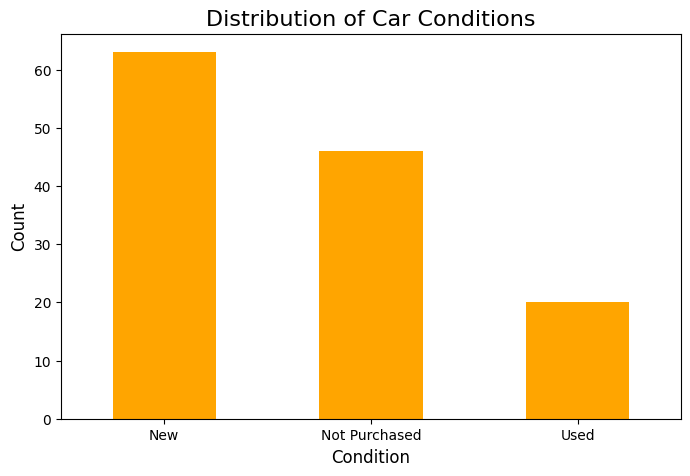 Distribution of Car Conditions
Count
60
50
40
30
20
10
0
New
Not Purchased
Used
Condition